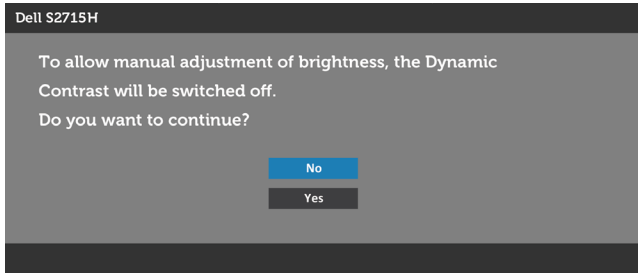 Dell S2715H
To allow manual adjustment of brightness, the Dynamic
Contrast will be switched off.
Do you want to continue?
No
Yes